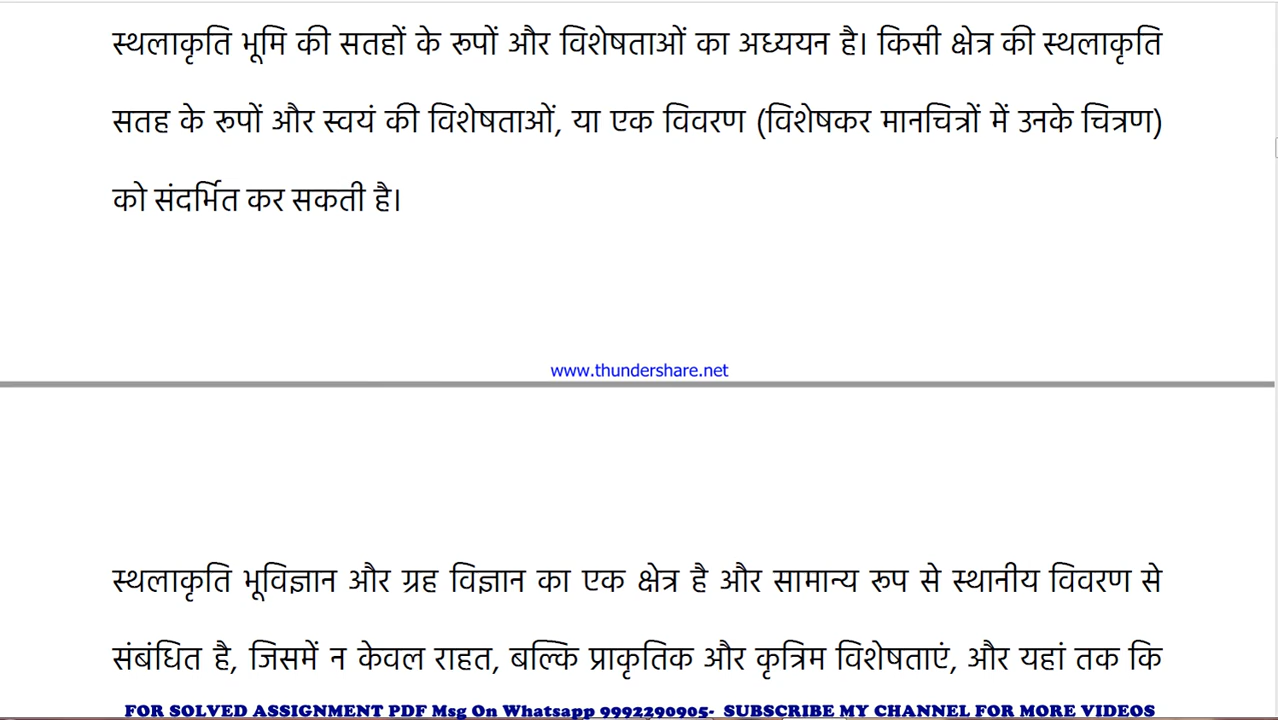 स्थलाकृति भूमि की सतहों के रूपों और विशेषताओं का अध्ययन है। किसी क्षेत्र की स्थलाकृति
सतह के रूपों और स्वयं की विशेषताओं, या एक विवरण (विशेषकर मानचित्रों में उनके चित्रण)
को संदर्भित कर सकती है।
www.thundershare.net
स्थलाकृति भूविज्ञान और ग्रह विज्ञान का एक क्षेत्र है और सामान्य रूप से स्थानीय विवरण से
संबंधित है, जिसमें न केवल राहत, बल्कि प्राकृतिक और कृत्रिम विशेषताएं, और यहां तक कि
FOR SOLVED ASSIGNMENT PDF Msg On Whatsapp 9992290905- SUBSCRIBE MY CHANNEL FOR MORE VIDEOS